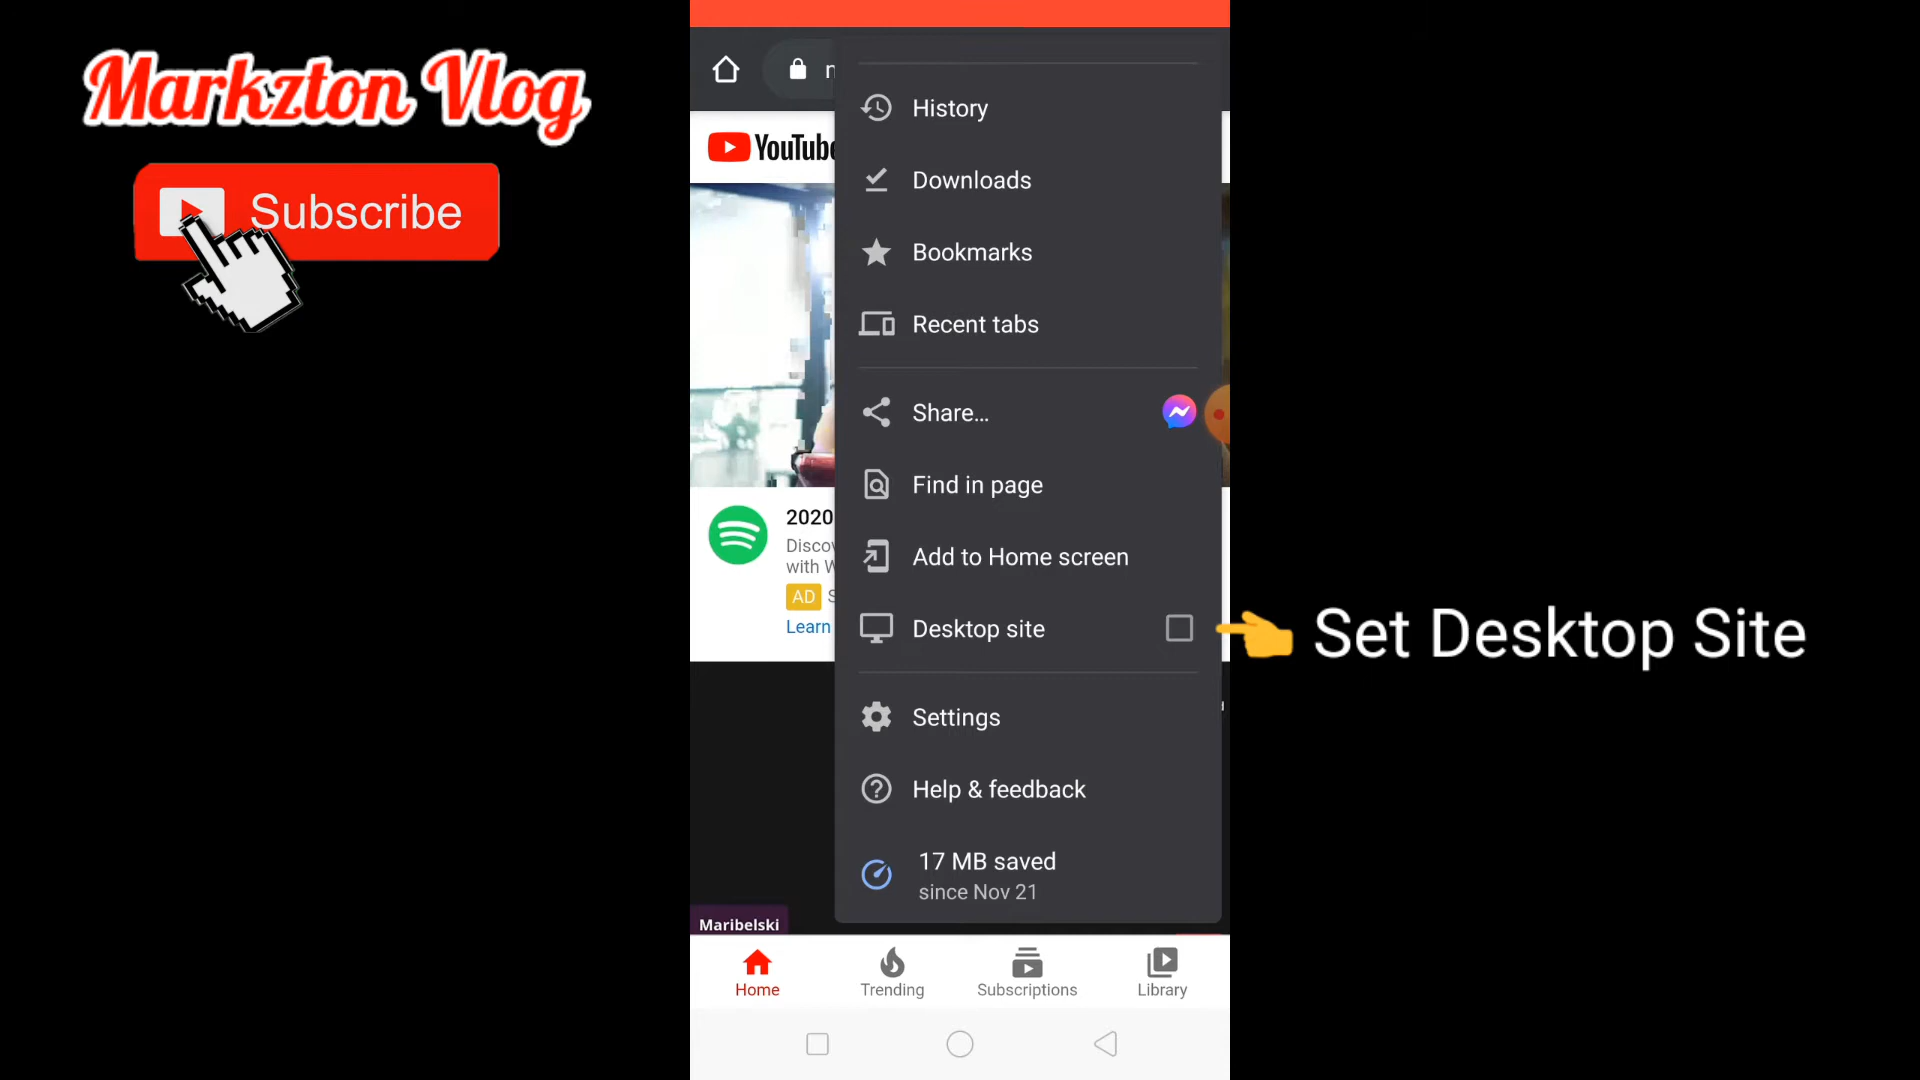 Markzton Vlog
Subscribe
History
YouTube
Downloads
Bookmarks
Recent tabs
Share...
Find in page
2020
with
AD
Learn
Add to Home screen
Desktop site
Set Desktop Site
Settings
Help & feedback
17 MB saved
since Nov 21
Maribelski
Home
Trending
Subscriptions
Library